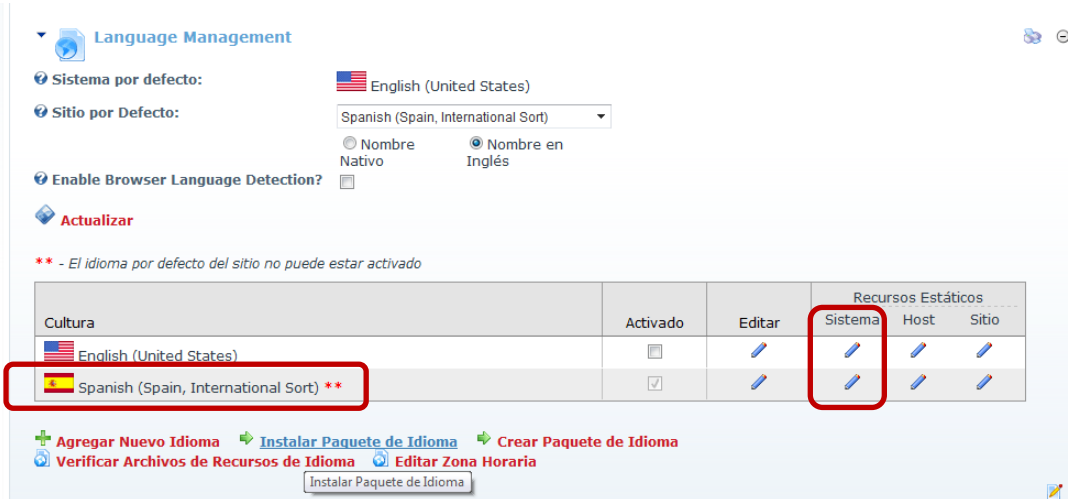 Language Management
Sistema por defecto:
English (United States)
Sitio por Defecto:
Spanish (Spain, International Sort)
Nombre Nativo
Nombre en Inglés
Enable Browser Language Detection?
Actualizar
** - El idioma por defecto del sitio no puede estar activado
Recursos Estáticos
Cultura Activado Editar Sistema Host Sitio
English (United States)
Spanish (Spain, International Sort) **
Agregar Nuevo Idioma Instalar Paquete de Idioma Crear Paquete de Idioma
Verificar Archivos de Recursos de Idioma Editar Zona Horaria
Instalar Paquete de Idioma